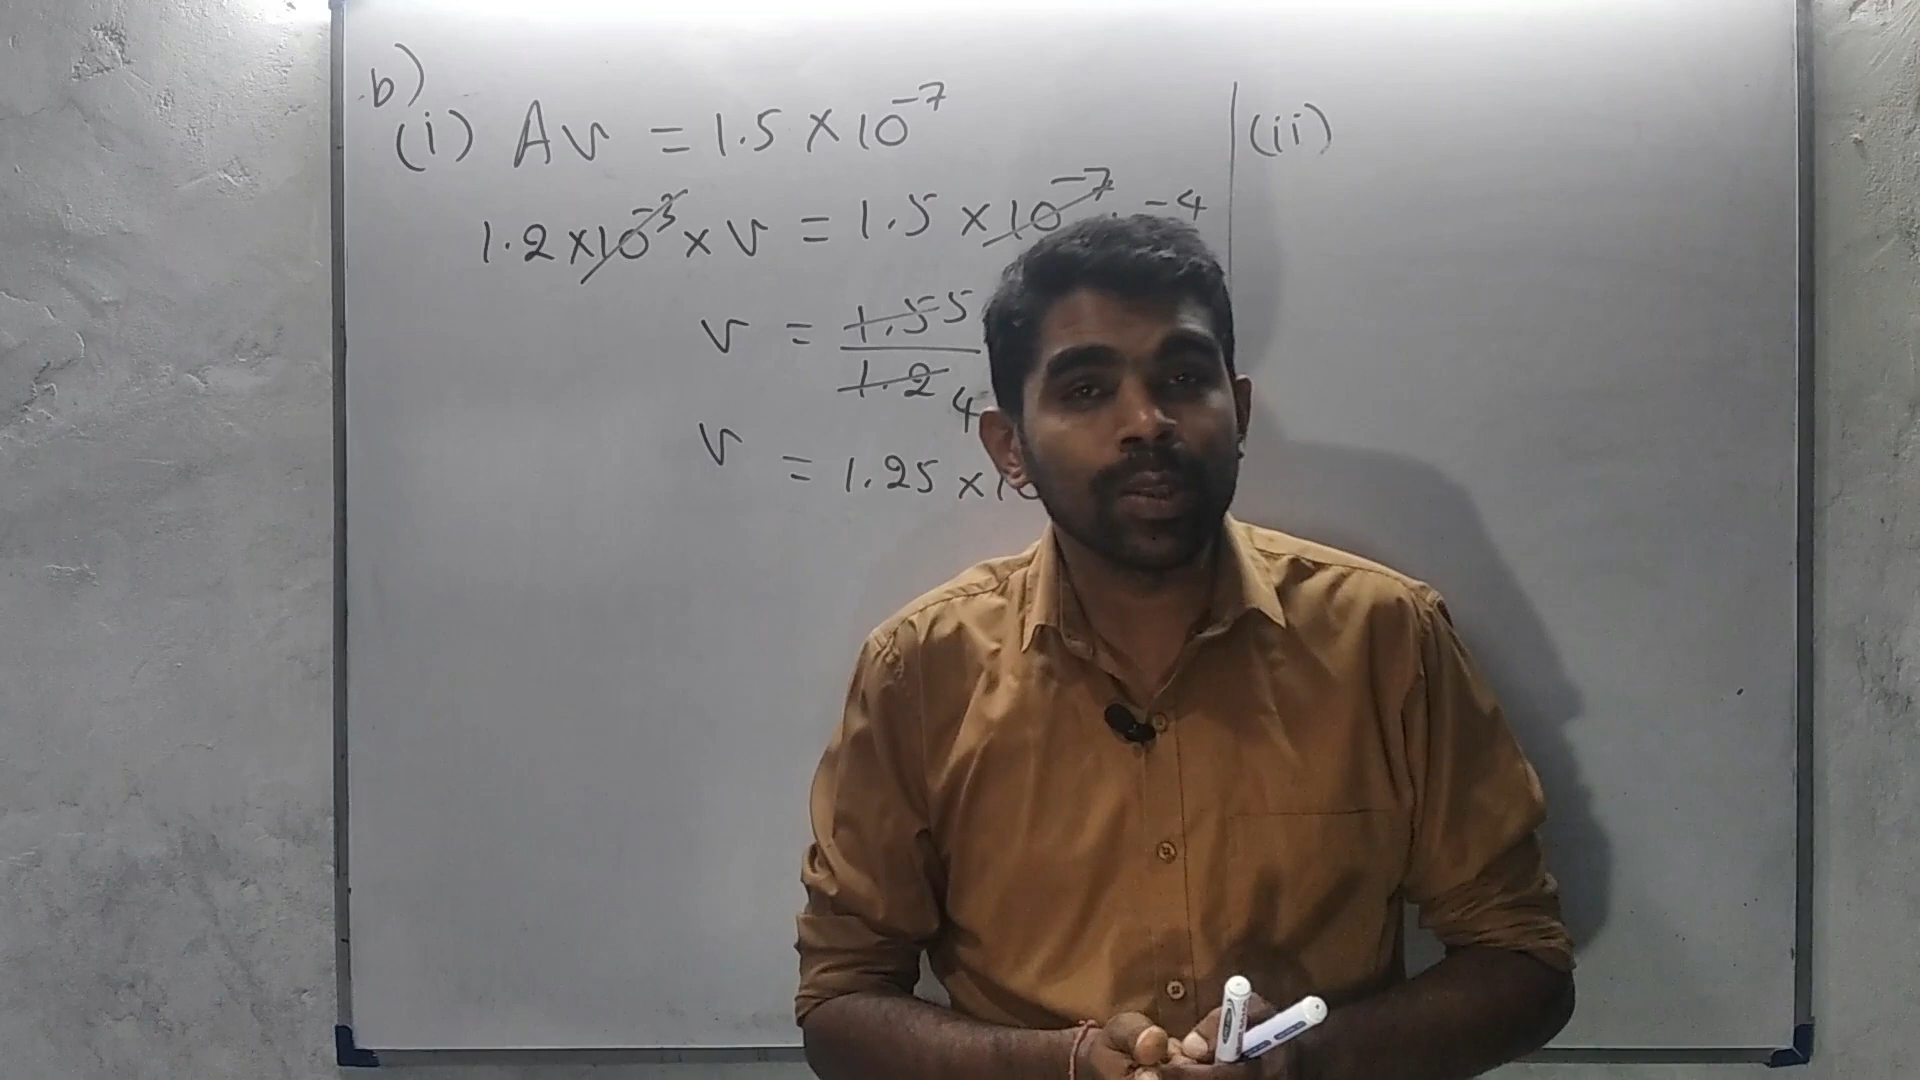 b)
(i) Av = 1.5 × 10⁻⁷
1.2 × 10⁻³ × v = 1.5 × 10⁻⁷ ⁻⁴
v = 1.5 5
1.2 4
v = 1.25 × 10
(ii)